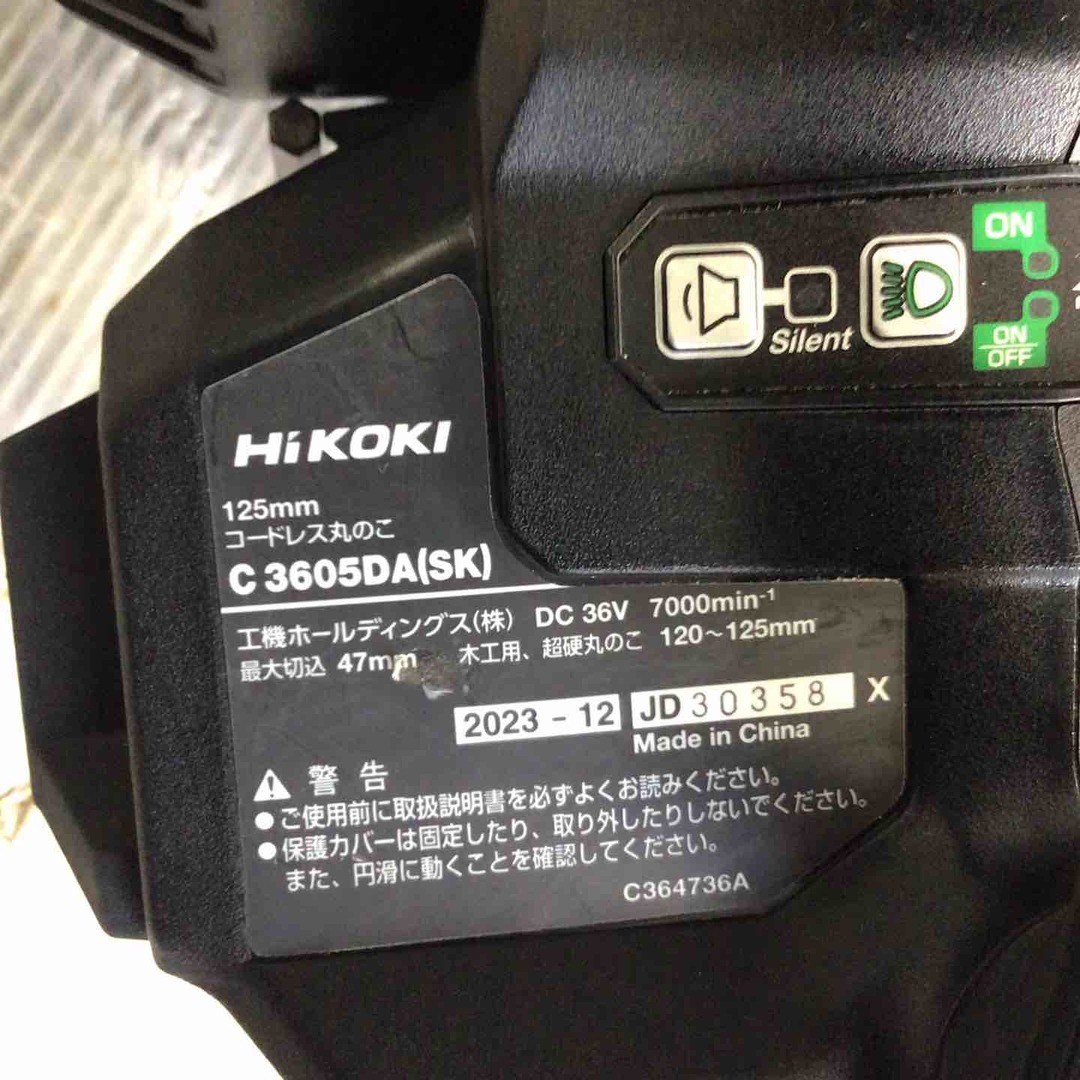 ON
Silent
ON
OFF
HiKOKI
125mm
コードレス丸のこ
C 3605DA(SK)
工機ホールディングス(株) DC 36V 7000min-1
最大切込 47mm 木工用、超硬丸のこ 120～125mm
2023 - 12 JD 30358 X
Made in China
警告
●ご使用前に取扱説明書を必ずよくお読みください。
●保護カバーは固定したり、取り外したりしないでください。
また、円滑に動くことを確認してください。
C364736A